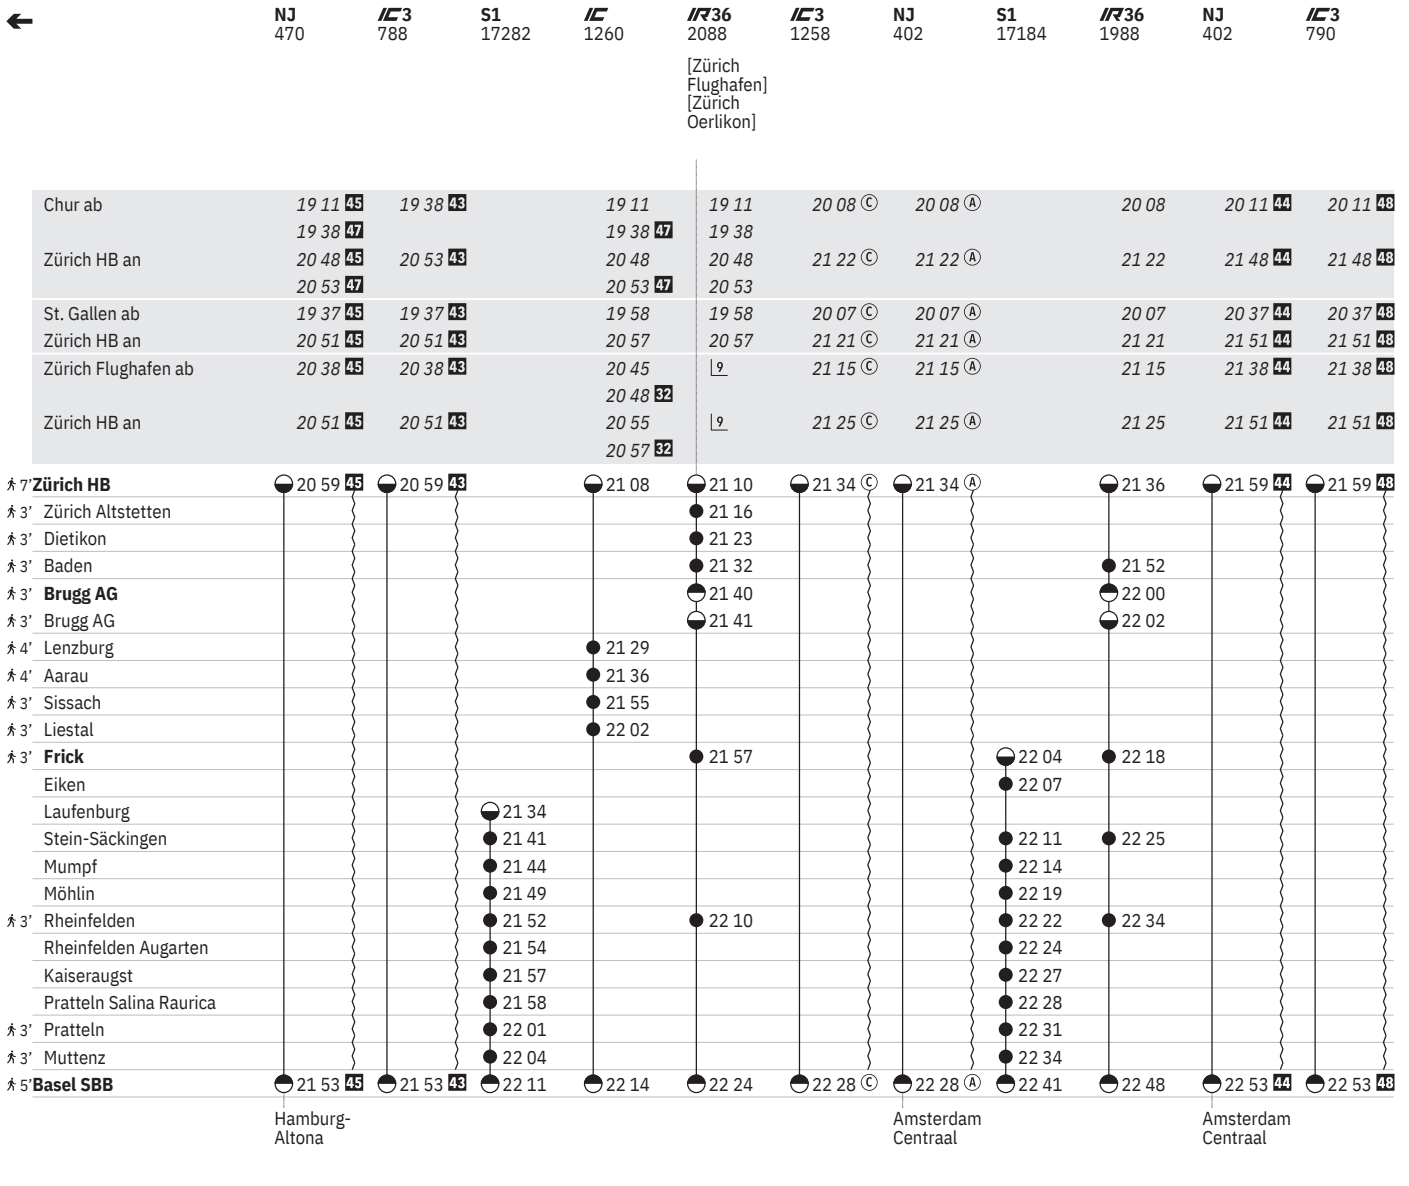 NJ IC3 S1 IC IR36 IC3 NJ S1 IR36 NJ IC3
470 788 17282 1260 2088 1258 402 17184 1988 402 790
[Zürich
Flughafen]
[Zürich
Oerlikon]
Chur ab 19 11 45 19 38 43 19 11 19 11 20 08 C 20 08 A 20 08 20 11 44 20 11 48
19 38 47 19 38 47 19 38
Zürich HB an 20 48 45 20 53 43 20 48 20 48 21 22 C 21 22 A 21 22 21 48 44 21 48 48
20 53 47 20 53 47 20 53
St. Gallen ab 19 37 45 19 37 43 19 58 19 58 20 07 C 20 07 A 20 07 20 37 44 20 37 48
Zürich HB an 20 51 45 20 51 43 20 57 20 57 21 21 C 21 21 A 21 21 21 51 44 21 51 48
Zürich Flughafen ab 20 38 45 20 38 43 20 45 9 21 15 C 21 15 A 21 15 21 38 44 21 38 48
20 48 32
Zürich HB an 20 51 45 20 51 43 20 55 9 21 25 C 21 25 A 21 25 21 51 44 21 51 48
20 57 32
7’ Zürich HB 20 59 45 20 59 43 21 08 21 10 21 34 C 21 34 A 21 36 21 59 44 21 59 48
3’ Zürich Altstetten 21 16
3’ Dietikon 21 23
3’ Baden 21 32 21 52
3’ Brugg AG 21 40 22 00
3’ Brugg AG 21 41 22 02
4’ Lenzburg 21 29
4’ Aarau 21 36
3’ Sissach 21 55
3’ Liestal 22 02
3’ Frick 21 57 22 04 22 18
Eiken 22 07
Laufenburg 21 34
Stein-Säckingen 21 41 22 11 22 25
Mumpf 21 44 22 14
Möhlin 21 49 22 19
3’ Rheinfelden 21 52 22 10 22 22 22 34
Rheinfelden Augarten 21 54 22 24
Kaiseraugst 21 57 22 27
Pratteln Salina Raurica 21 58 22 28
3’ Pratteln 22 01 22 31
3’ Muttenz 22 04 22 34
5’ Basel SBB 21 53 45 21 53 43 22 11 22 14 22 24 22 28 C 22 28 A 22 41 22 48 22 53 44 22 53 48
Hamburg- Amsterdam Amsterdam
Altona Centraal Centraal